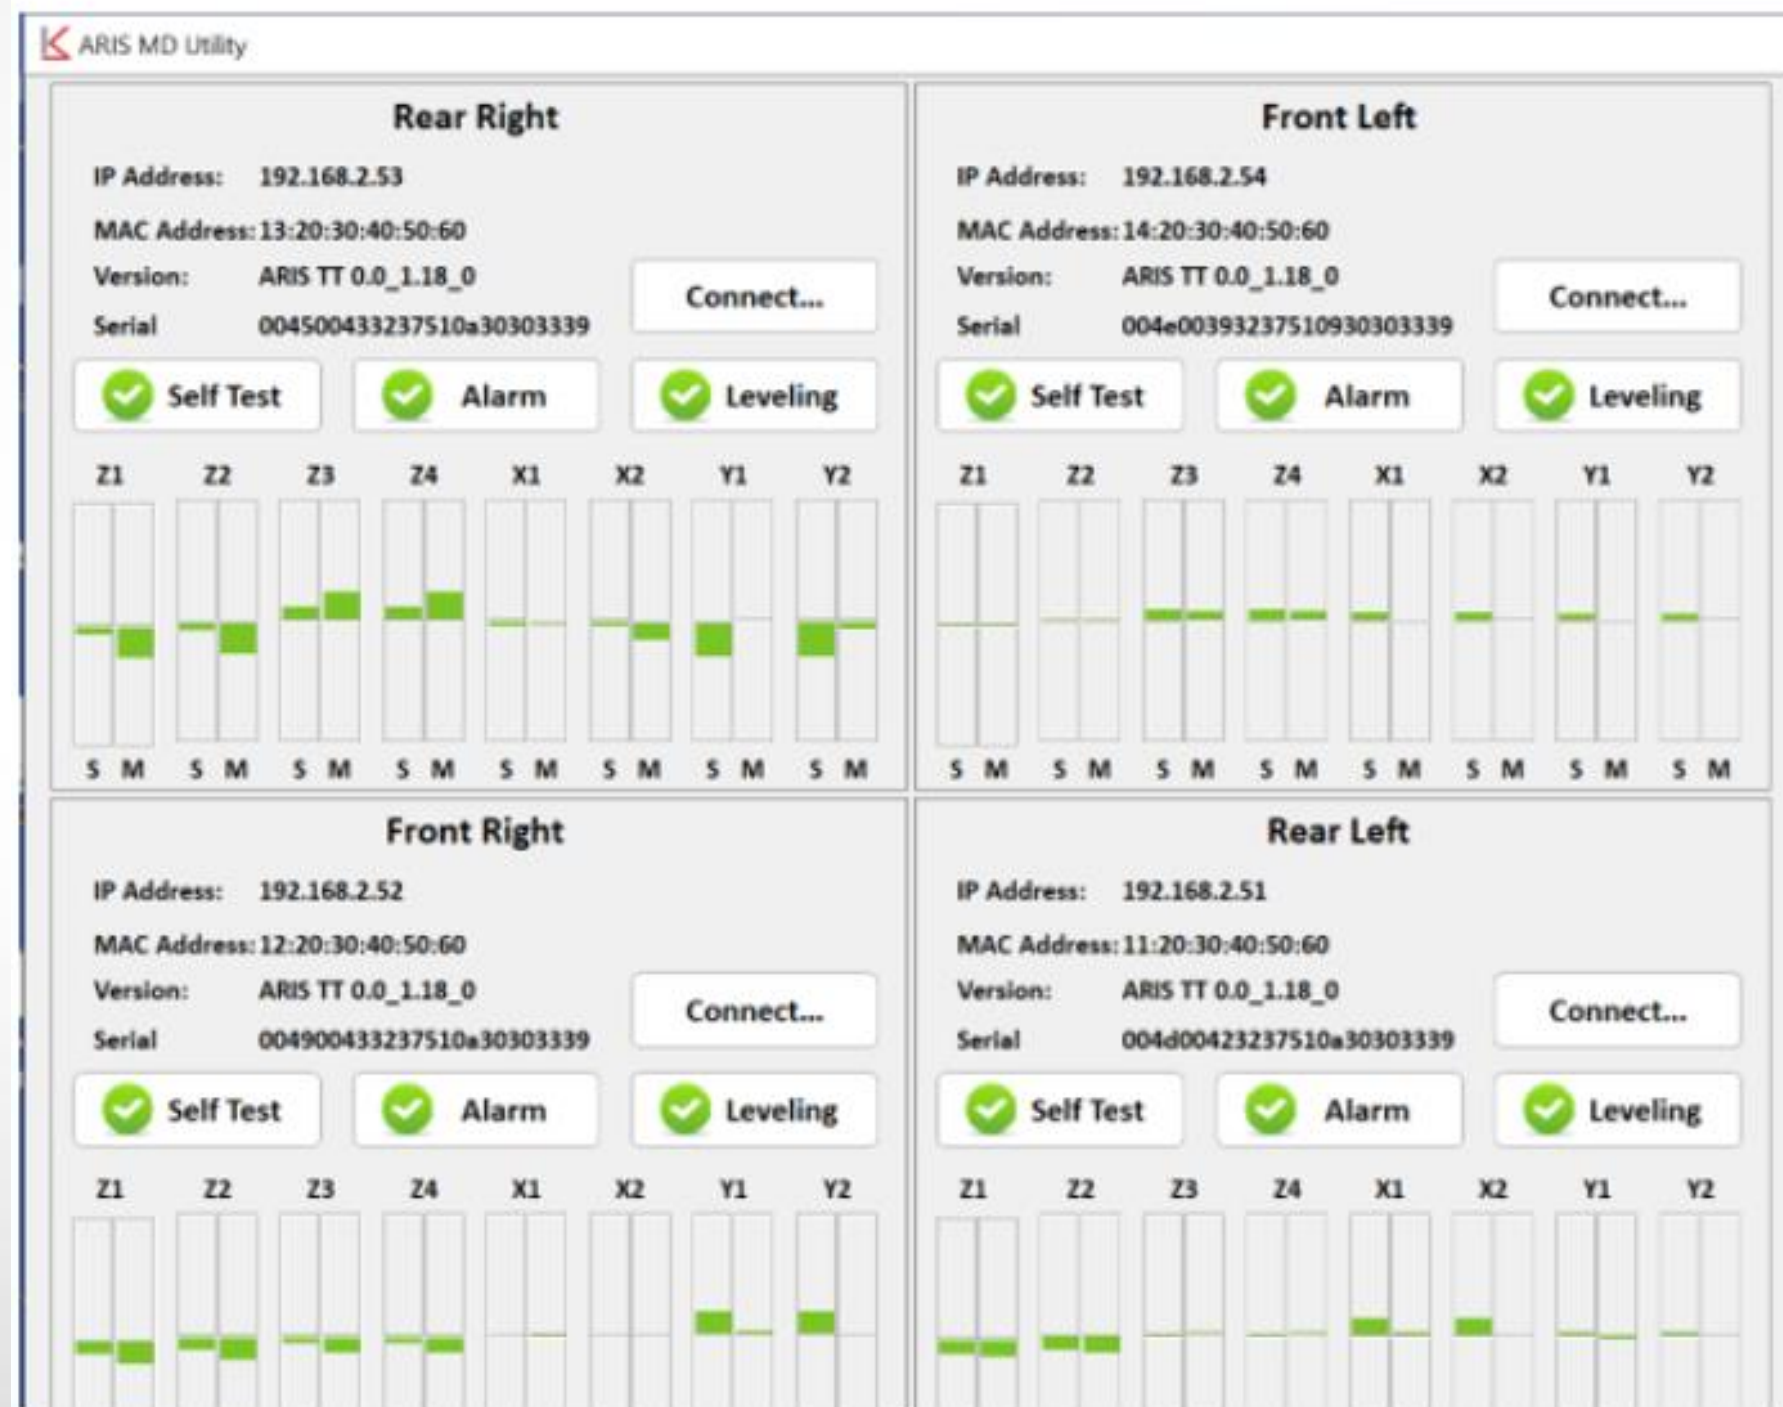 ARIS MD Utility
Rear Right
IP Address: 192.168.2.53
MAC Address: 13:20:30:40:50:60
Version: ARIS TT 0.0_1.18_0
Connect...
Serial 004500433237510a30303339
Self Test Alarm Leveling
Z1 Z2 Z3 Z4 X1 X2 Y1 Y2
S M S M S M S M S M S M S M S M
Front Left
IP Address: 192.168.2.54
MAC Address: 14:20:30:40:50:60
Version: ARIS TT 0.0_1.18_0
Connect...
Serial 004e00393237510930303339
Self Test Alarm Leveling
Z1 Z2 Z3 Z4 X1 X2 Y1 Y2
S M S M S M S M S M S M S M S M
Front Right
IP Address: 192.168.2.52
MAC Address: 12:20:30:40:50:60
Version: ARIS TT 0.0_1.18_0
Connect...
Serial 004900433237510a30303339
Self Test Alarm Leveling
Z1 Z2 Z3 Z4 X1 X2 Y1 Y2
Rear Left
IP Address: 192.168.2.51
MAC Address: 11:20:30:40:50:60
Version: ARIS TT 0.0_1.18_0
Connect...
Serial 004d00423237510a30303339
Self Test Alarm Leveling
Z1 Z2 Z3 Z4 X1 X2 Y1 Y2